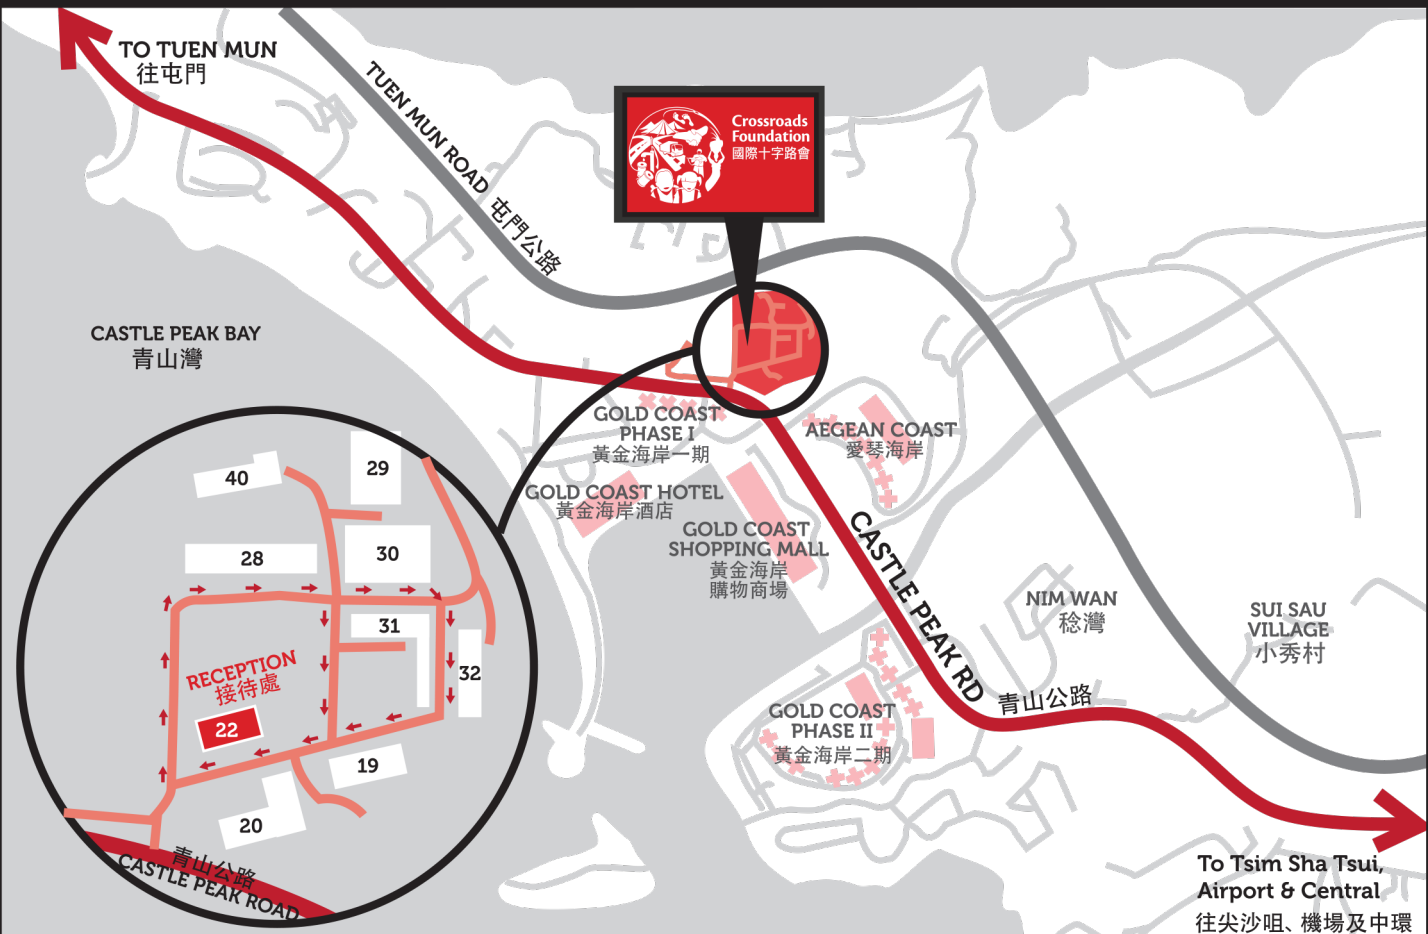 TO TUEN MUN
往屯門
TUEN MUN ROAD 屯門公路
Crossroads
Foundation
國際十字路會
CASTLE PEAK BAY
青山灣
GOLD COAST
PHASE I
黃金海岸一期
AEGEAN COAST
愛琴海岸
GOLD COAST HOTEL
黃金海岸酒店
GOLD COAST
SHOPPING MALL
黃金海岸
購物商場
CASTLE PEAK RD 青山公路
NIM WAN
稔灣
SUI SAU
VILLAGE
小秀村
GOLD COAST
PHASE II
黃金海岸二期
To Tsim Sha Tsui,
Airport & Central
往尖沙咀、機場及中環
29
40
30
28
31
32
RECEPTION
接待處
22
19
20
青山公路
CASTLE PEAK ROAD